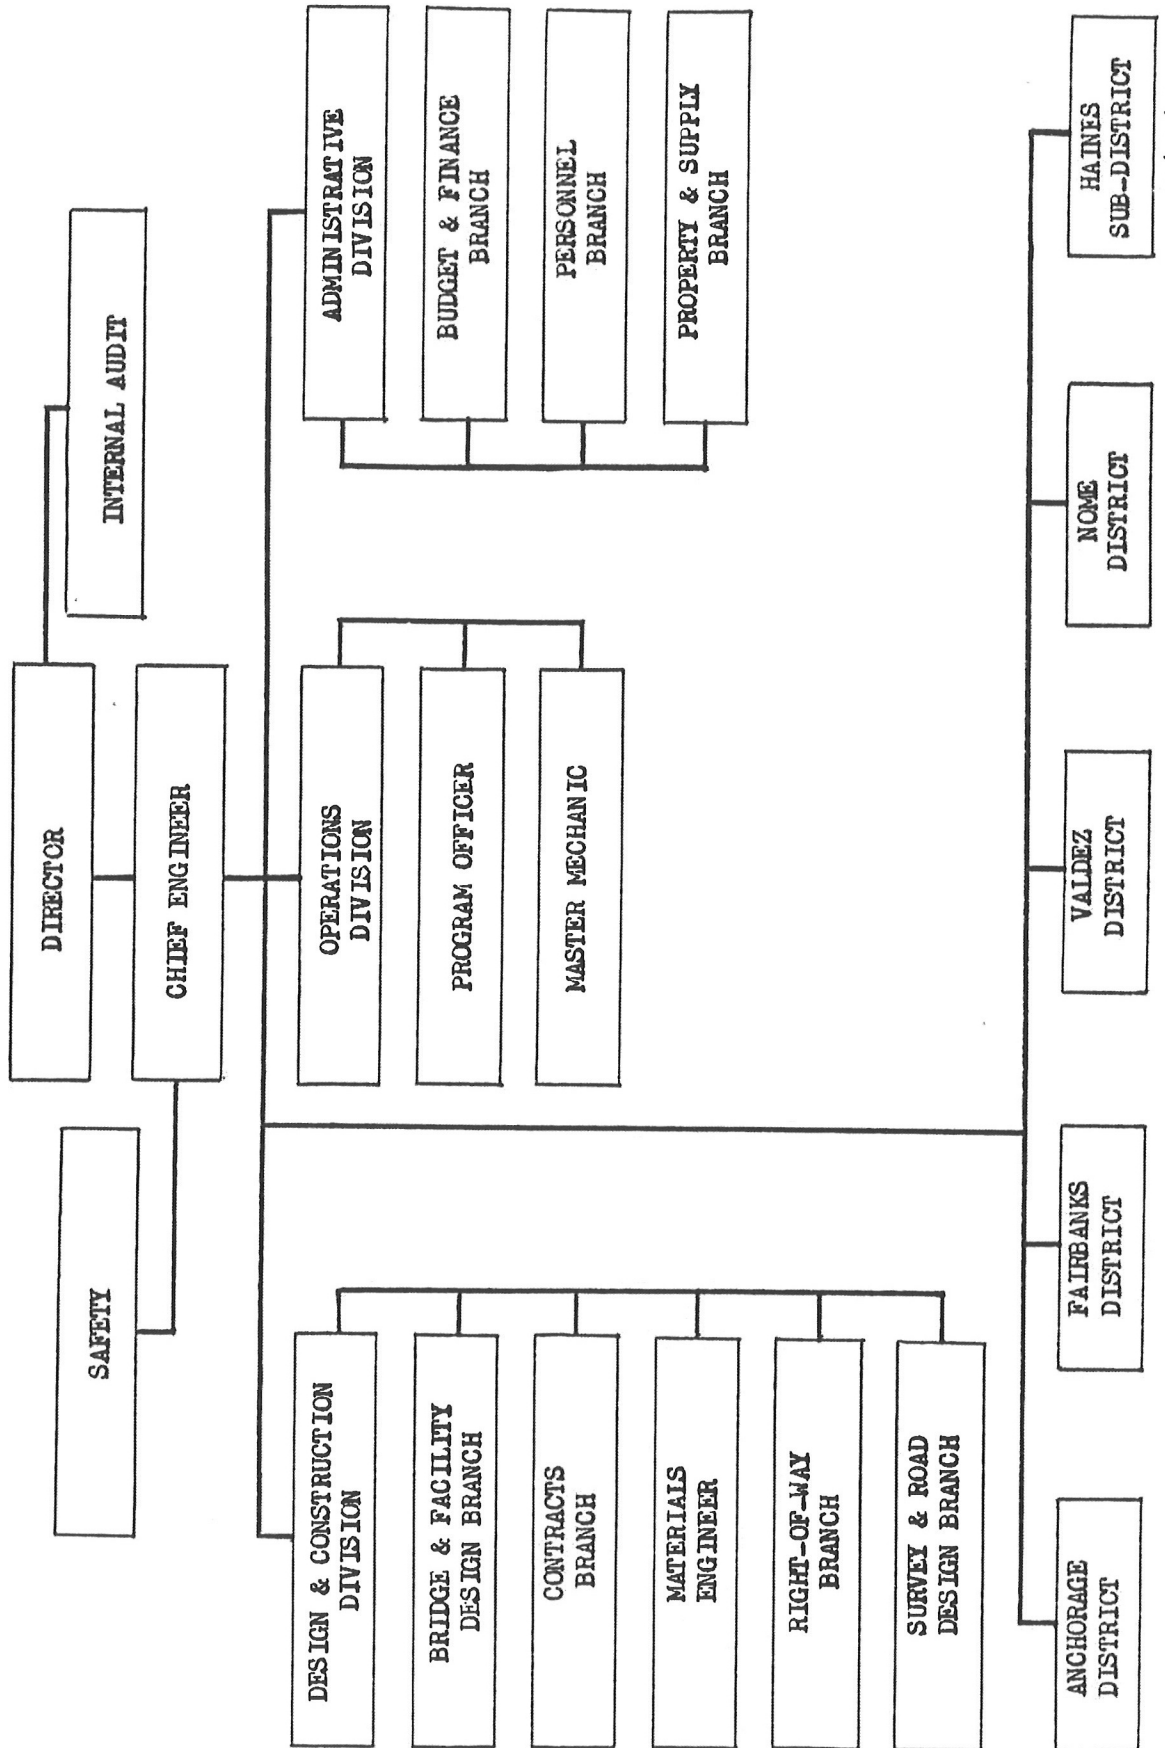 DIRECTOR
INTERNAL AUDIT
SAFETY
CHIEF ENGINEER
DESIGN & CONSTRUCTION
DIVISION
BRIDGE & FACILITY
DESIGN BRANCH
CONTRACTS
BRANCH
MATERIALS
ENGINEER
RIGHT-OF-WAY
BRANCH
SURVEY & ROAD
DESIGN BRANCH
OPERATIONS
DIVISION
PROGRAM OFFICER
MASTER MECHANIC
ADMINISTRATIVE
DIVISION
BUDGET & FINANCE
BRANCH
PERSONNEL
BRANCH
PROPERTY & SUPPLY
BRANCH
ANCHORAGE
DISTRICT
FAIRBANKS
DISTRICT
VALDEZ
DISTRICT
NOME
DISTRICT
HAINES
SUB-DISTRICT